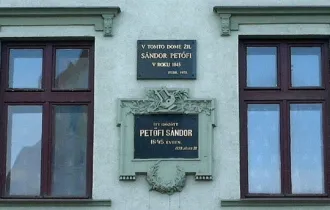 V TOMTO DOME ŽIL
SÁNDOR PETŐFI
V ROKU 1845
ITT LAKOTT
PETŐFI SÁNDOR
1845 ÉVBEN.